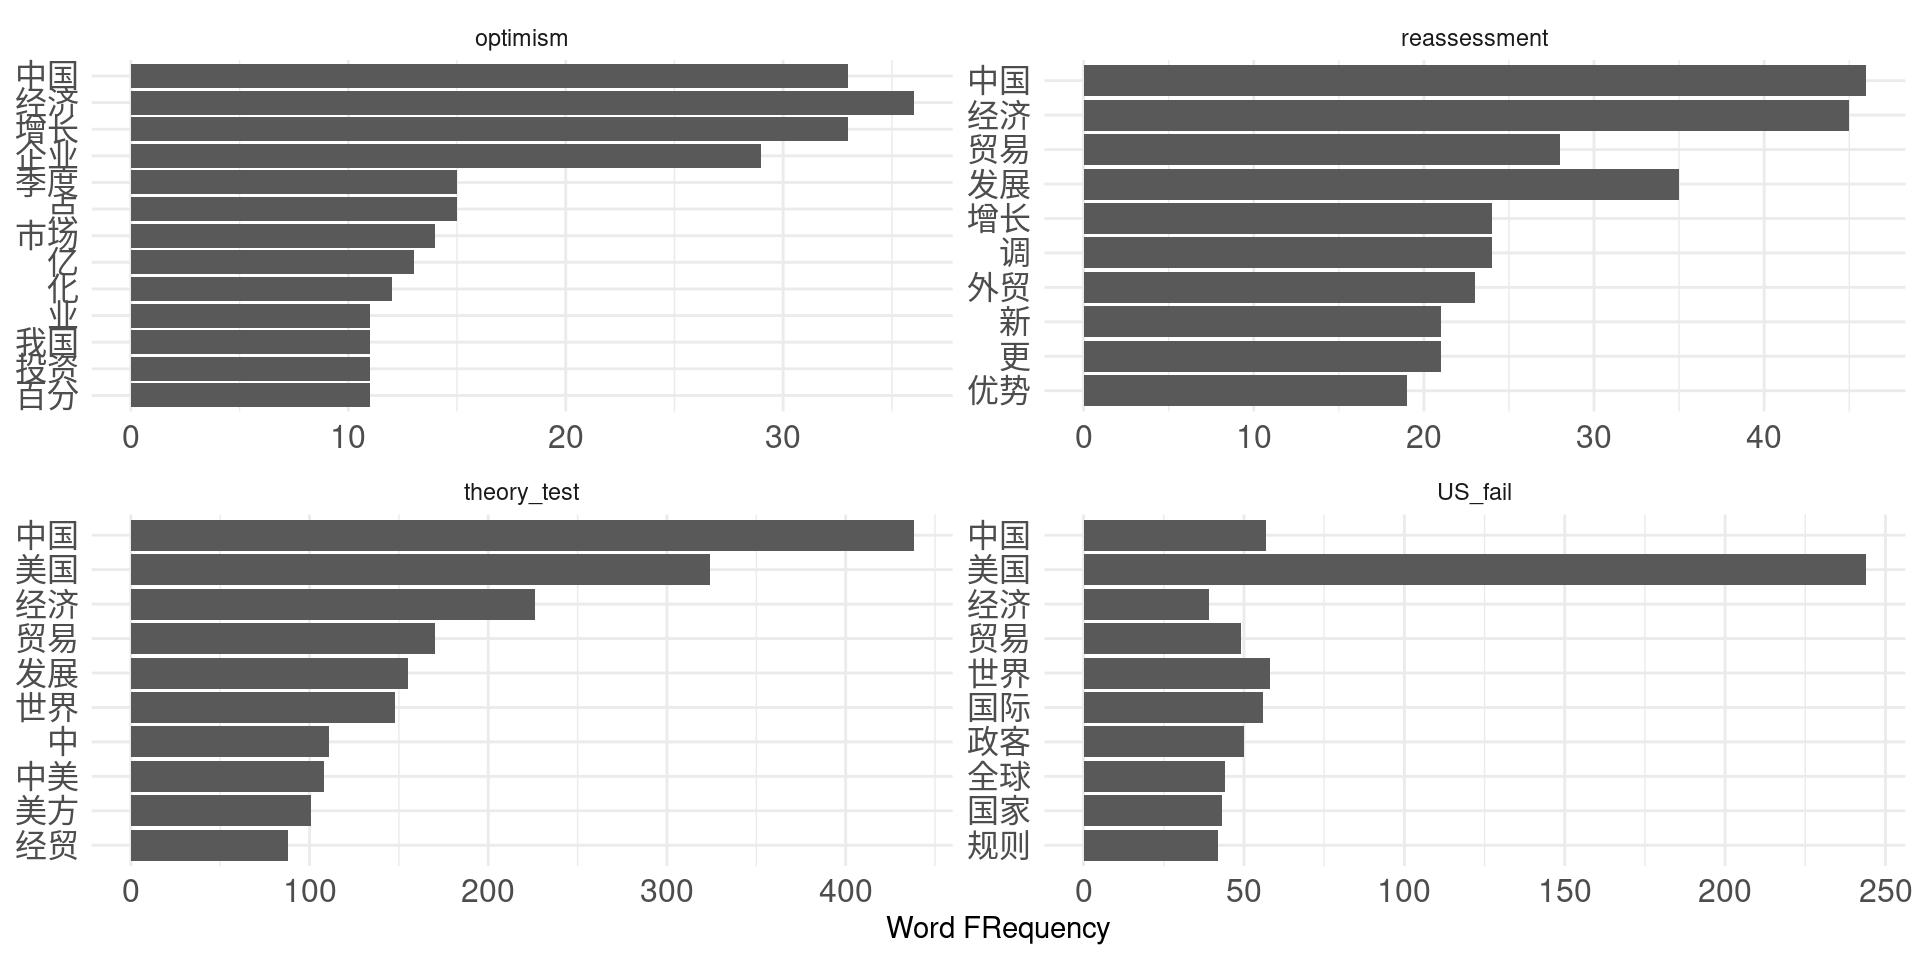 optimism
中国
经济
增长
企业
季度
点
市场
亿
化
业
我国
投资
百分
0 10 20 30
reassessment
中国
经济
贸易
发展
增长
调
外贸
新
更
优势
0 10 20 30 40
theory_test
中国
美国
经济
贸易
发展
世界
中
中美
美方
经贸
0 100 200 300 400
US_fail
中国
美国
经济
贸易
世界
国际
政客
全球
国家
规则
0 50 100 150 200 250
Word FRequency